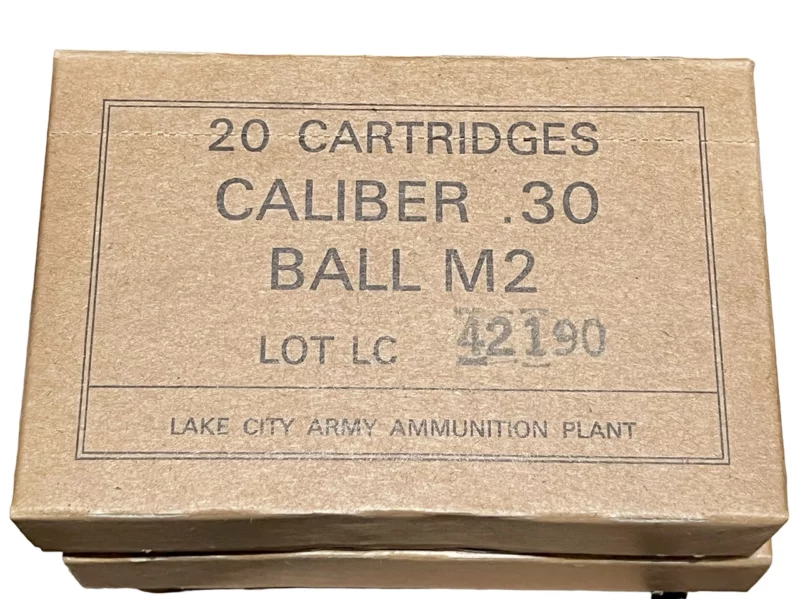 20 CARTRIDGES
CALIBER .30
BALL M2
LOT LC 42190
LAKE CITY ARMY AMMUNITION PLANT